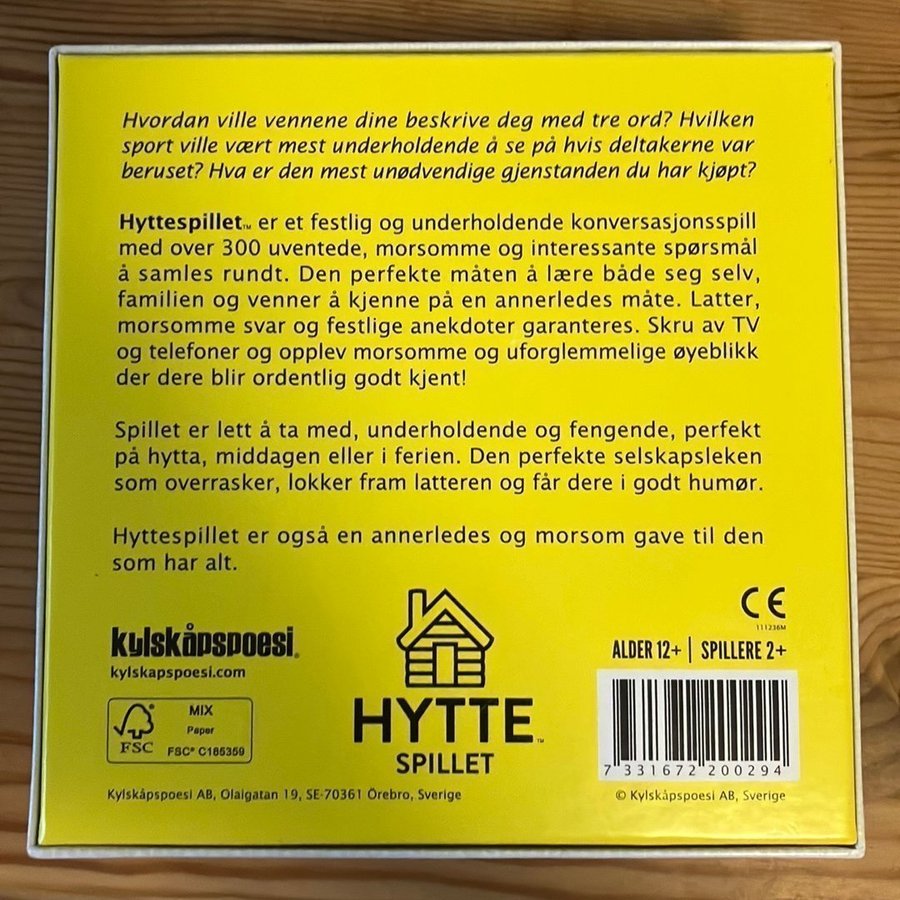 Hvordan ville vennene dine beskrive deg med tre ord? Hvilken
sport ville vært mest underholdende å se på hvis deltakerne var
beruset? Hva er den mest unødvendige gjenstanden du har kjøpt?
Hyttespillet™ er et festlig og underholdende konversasjonsspill
med over 300 uventede, morsomme og interessante spørsmål
å samles rundt. Den perfekte måten å lære både seg selv,
familien og venner å kjenne på en annerledes måte. Latter,
morsomme svar og festlige anekdoter garanteres. Skru av TV
og telefoner og opplev morsomme og uforglemmelige øyeblikk
der dere blir ordentlig godt kjent!
Spillet er lett å ta med, underholdende og fengende, perfekt
på hytta, middagen eller i ferien. Den perfekte selskapsleken
som overrasker, lokker fram latteren og får dere i godt humør.
Hyttespillet er også en annerledes og morsom gave til den
som har alt.
CE
111236M
kylskåpspoesi®
kylskapspoesi.com
ALDER 12+ | SPILLERE 2+
FSC
MIX
Paper
FSC® C185359
HYTTE™
SPILLET
7 331672 200294
Kylskåpspoesi AB, Olaigatan 19, SE-70361 Örebro, Sverige
© Kylskåpspoesi AB, Sverige